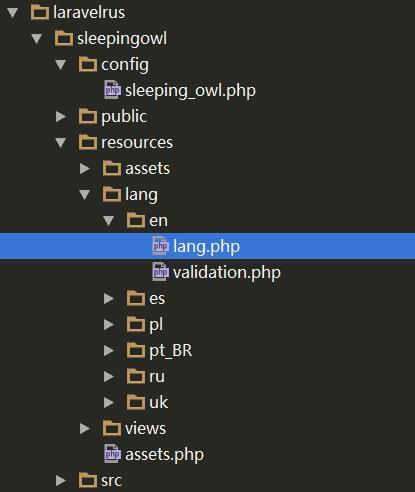 laravelrus
sleepingowl
config
php sleeping_owl.php
public
resources
assets
lang
en
php lang.php
php validation.php
es
pl
pt_BR
ru
uk
views
php assets.php
src